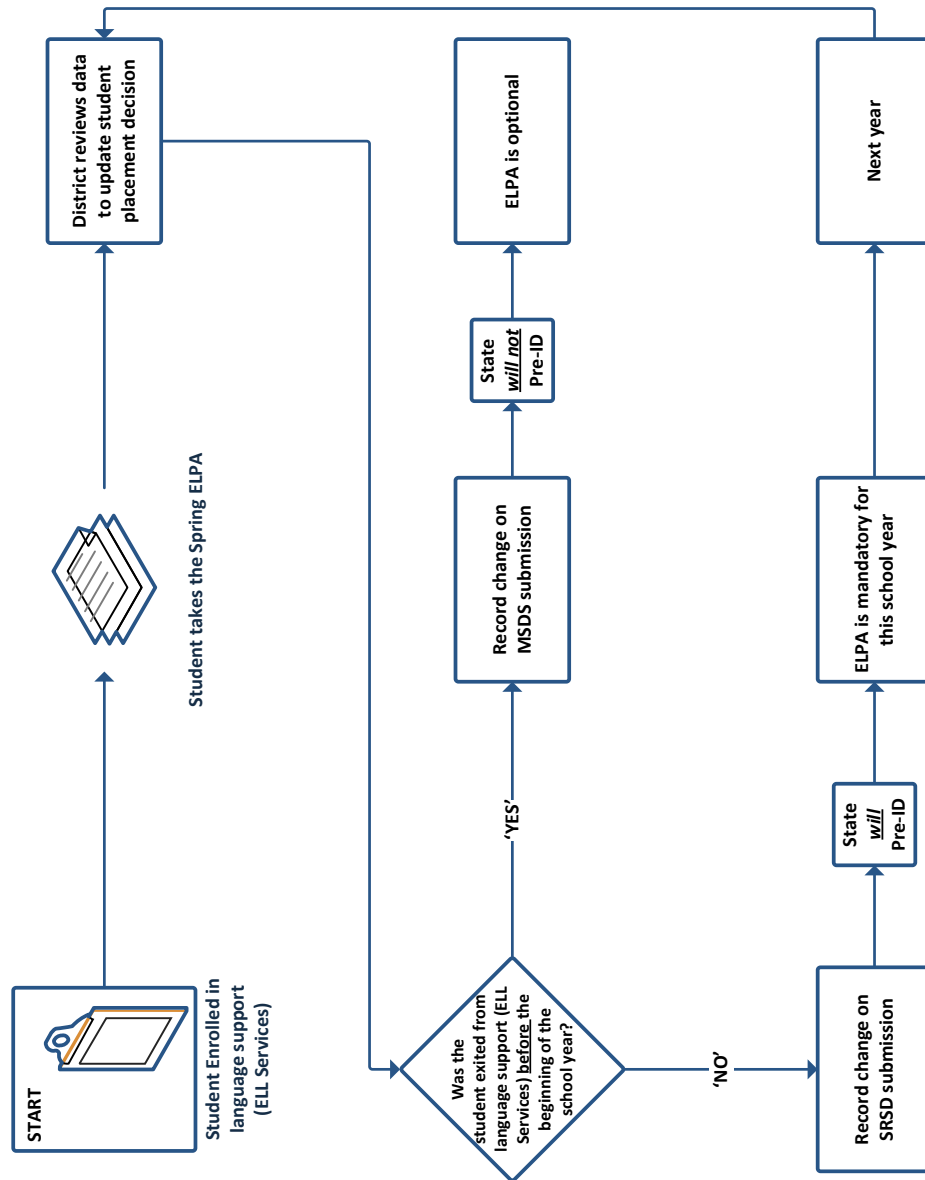 START
Student Enrolled in
language support
(ELL Services)
Student takes the Spring ELPA
District reviews data
to update student
placement decision
Was the
student exited from
language support (ELL
Services) before the
beginning of the
school year?
‘YES’
Record change on
MSDS submission
State
will not
Pre-ID
ELPA is optional
‘NO’
Record change on
SRSD submission
State
will
Pre-ID
ELPA is mandatory for
this school year
Next year